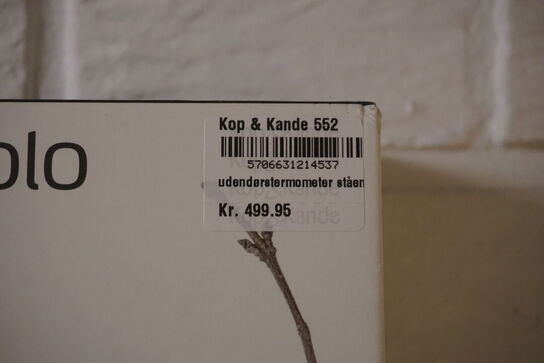 olo
Kop & Kande 552
5706631214537
udendørstermometer ståen
Kr. 499.95